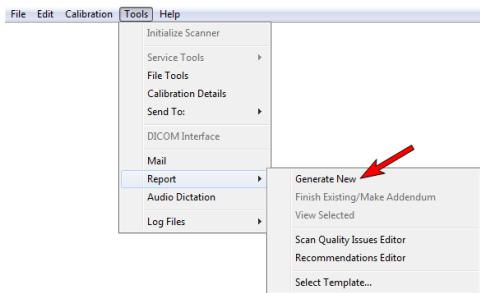 File Edit Calibration Tools Help
Initialize Scanner
Service Tools
File Tools
Calibration Details
Send To:
DICOM Interface
Mail
Report
Audio Dictation
Log Files
Generate New
Finish Existing/Make Addendum
View Selected
Scan Quality Issues Editor
Recommendations Editor
Select Template...